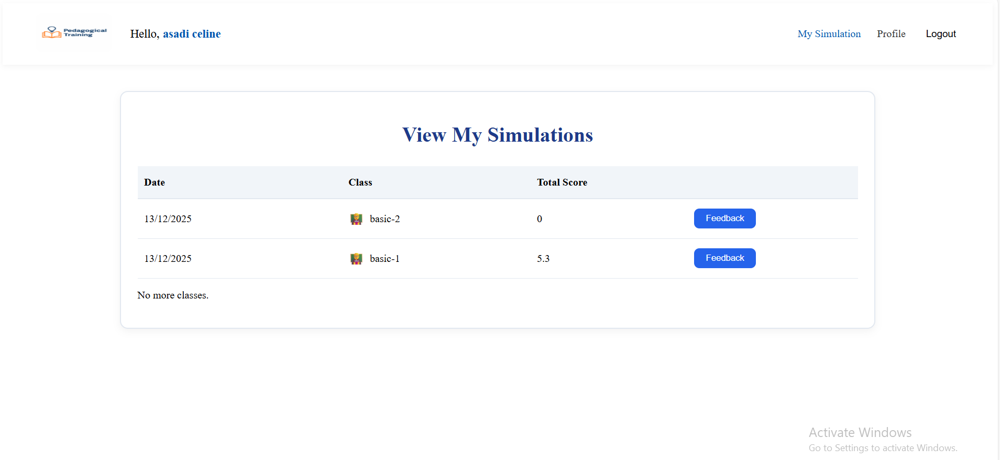 Pedagogical
Training
Hello, asadi celine
My Simulation
Profile
Logout
View My Simulations
Date Class Total Score
13/12/2025 basic-2 0 Feedback
13/12/2025 basic-1 5.3 Feedback
No more classes.
Activate Windows
Go to Settings to activate Windows.